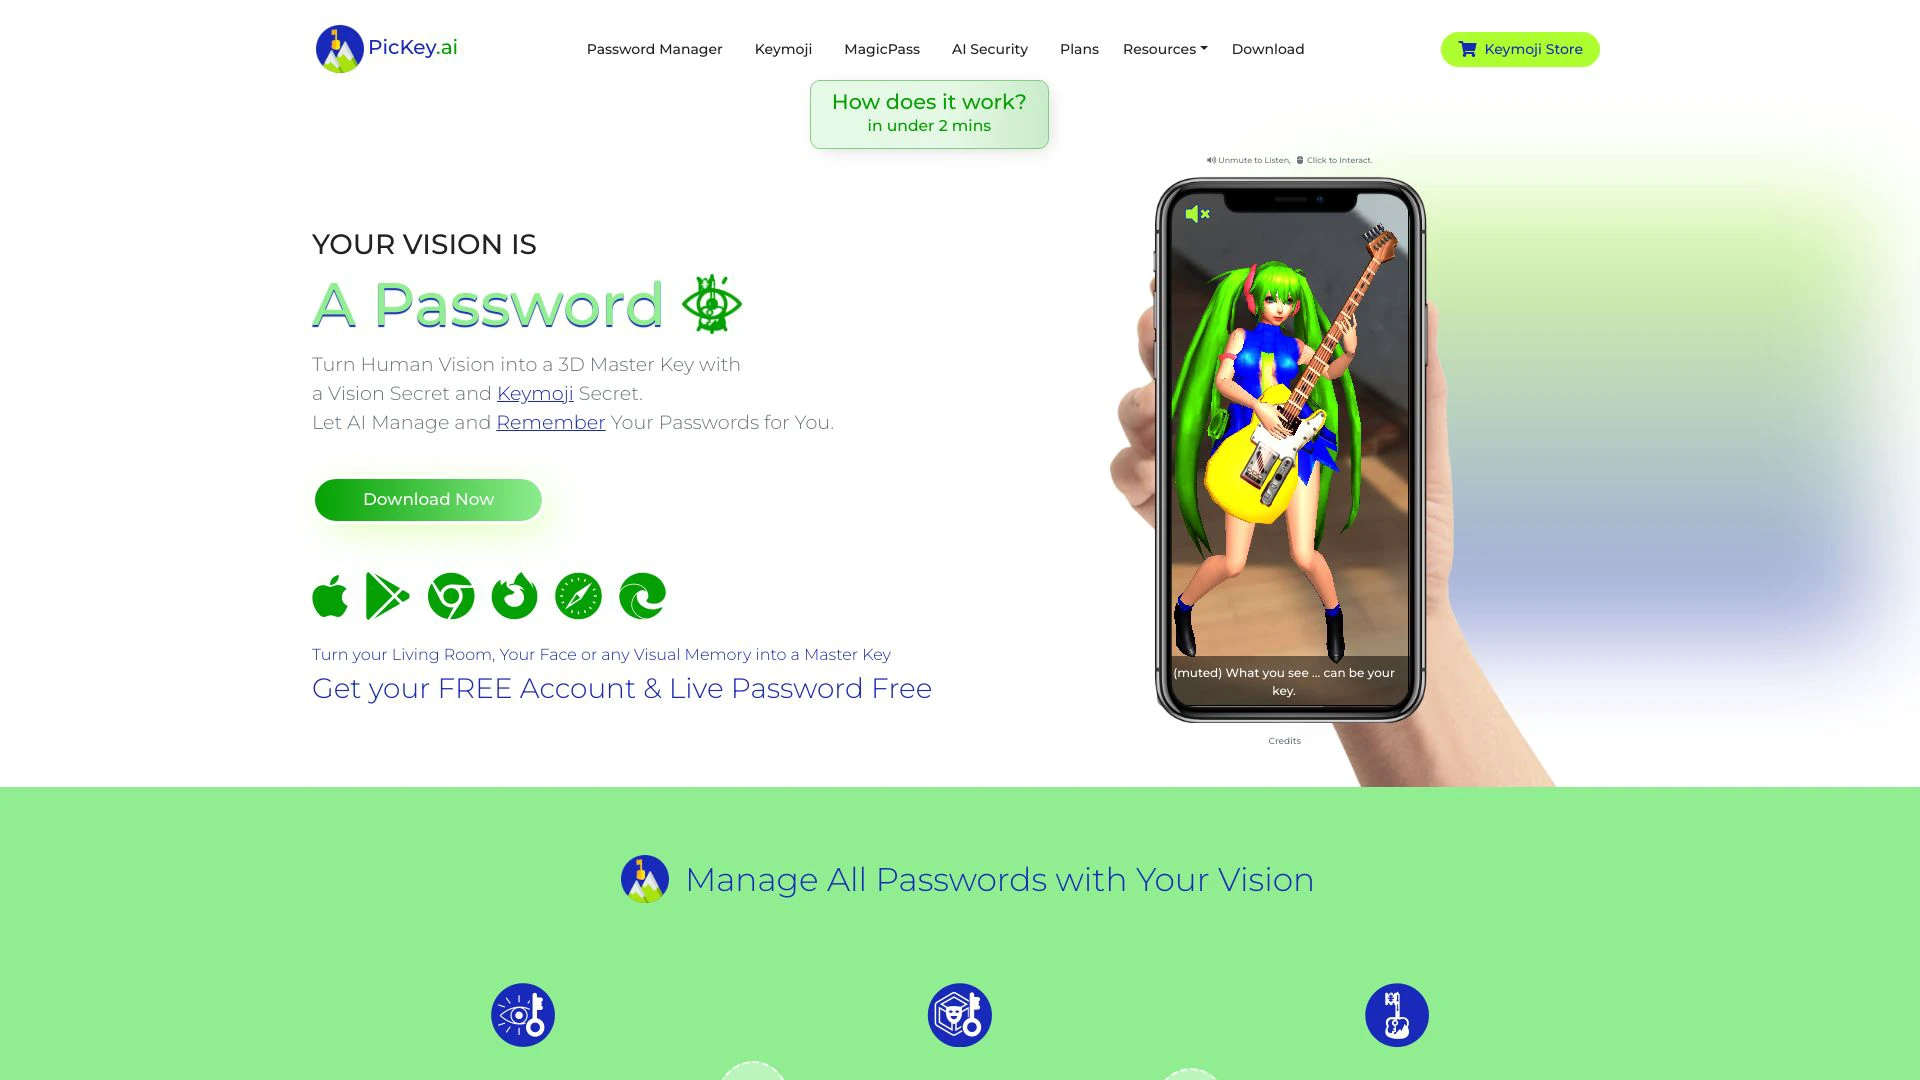 PicKey.ai
Password Manager
Keymoji
MagicPass
AI Security
Plans
Resources
Download
Keymoji Store
How does it work?
in under 2 mins
Unmute to Listen, Click to Interact.
YOUR VISION IS
A Password
Turn Human Vision into a 3D Master Key with
a Vision Secret and Keymoji Secret.
Let AI Manage and Remember Your Passwords for You.
Download Now
Turn your Living Room, Your Face or any Visual Memory into a Master Key
Get your FREE Account & Live Password Free
(muted) What you see ... can be your
key.
Credits
Manage All Passwords with Your Vision